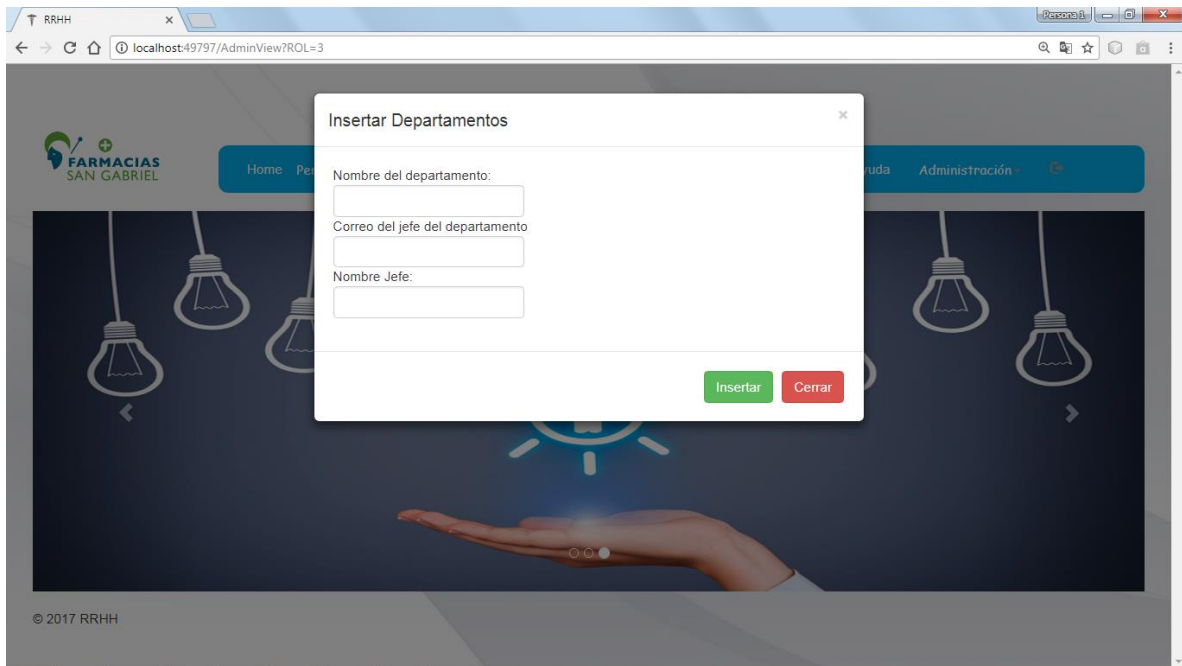 RRHH
Persona 1
localhost:49797/AdminView?ROL=3
Insertar Departamentos
FARMACIAS
SAN GABRIEL
Home
yuda Administración
Nombre del departamento:
Correo del jefe del departamento
Nombre Jefe:
Insertar Cerrar
© 2017 RRHH